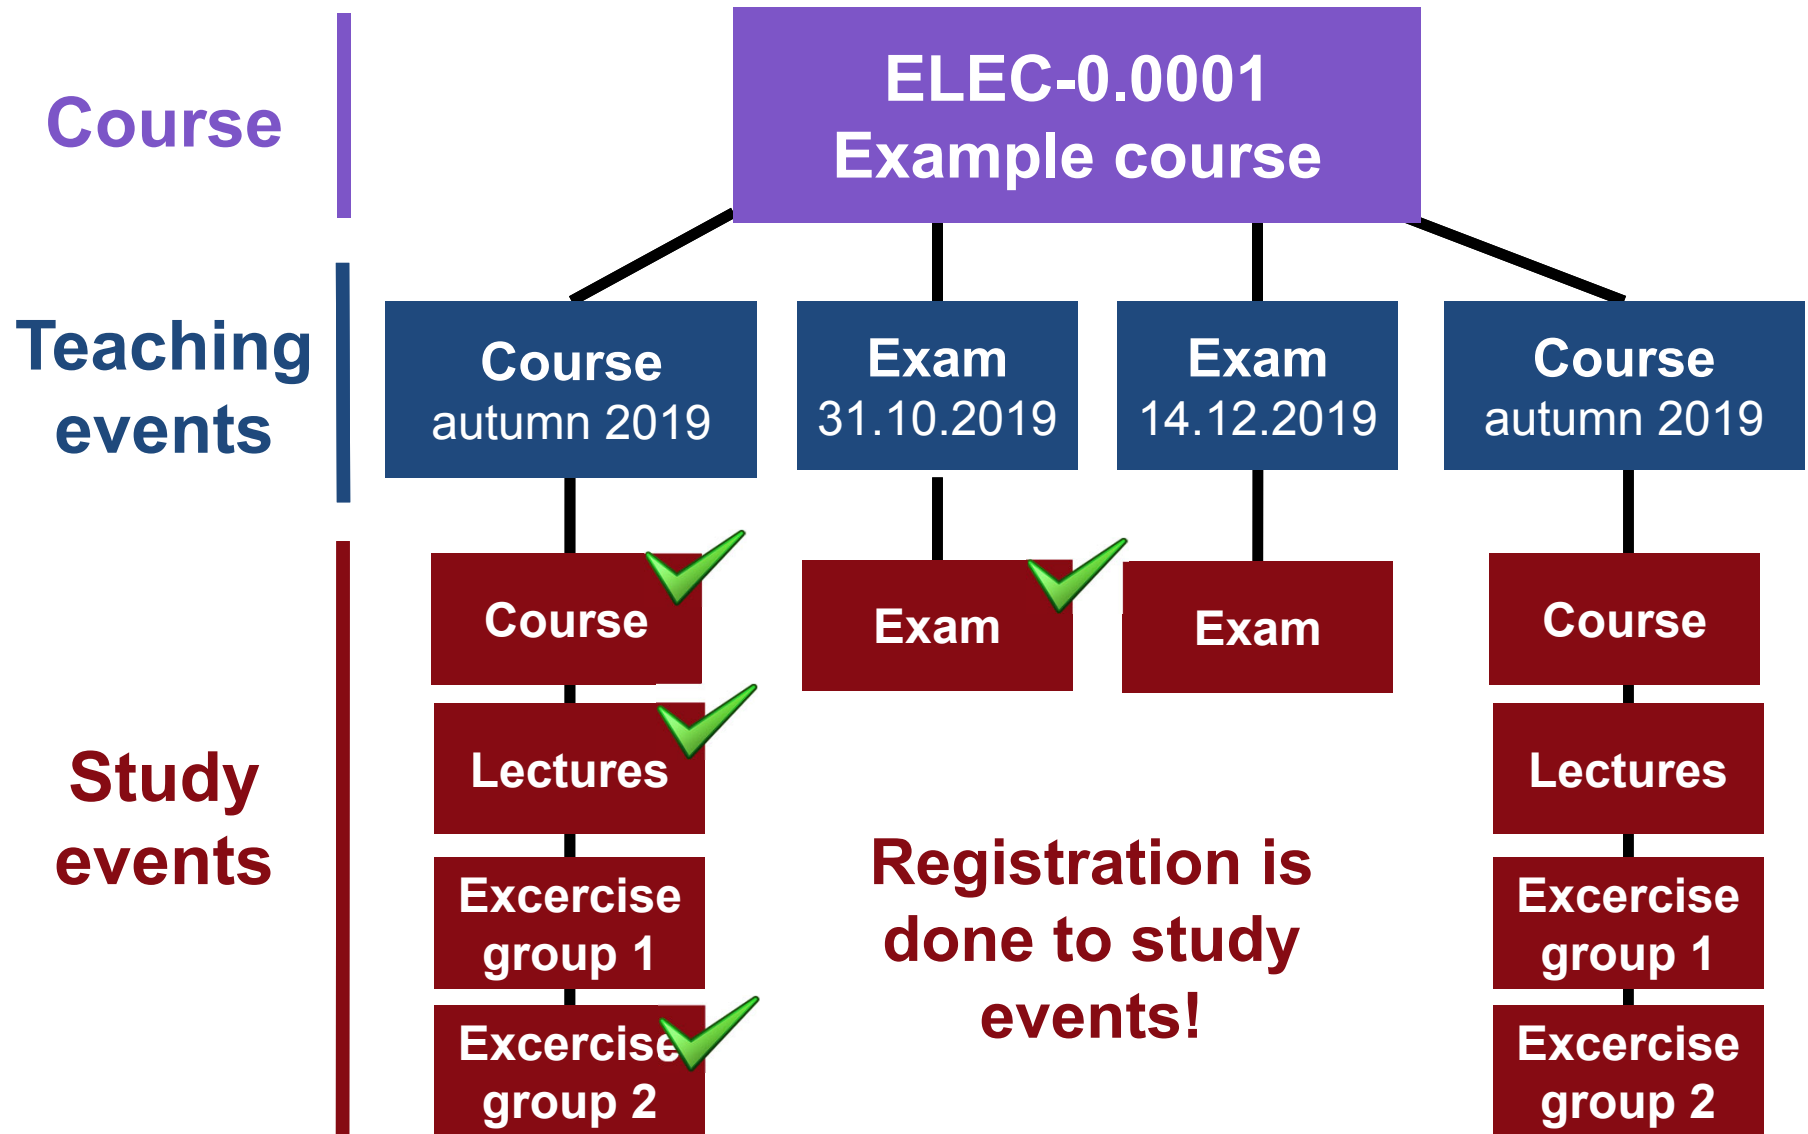 Course
ELEC-0.0001
Example course
Teaching
events
Course
autumn 2019
Exam
31.10.2019
Exam
14.12.2019
Course
autumn 2019
Study
events
Course
Lectures
Excercise
group 1
Excercise
group 2
Exam
Exam
Registration is
done to study
events!
Course
Lectures
Excercise
group 1
Excercise
group 2